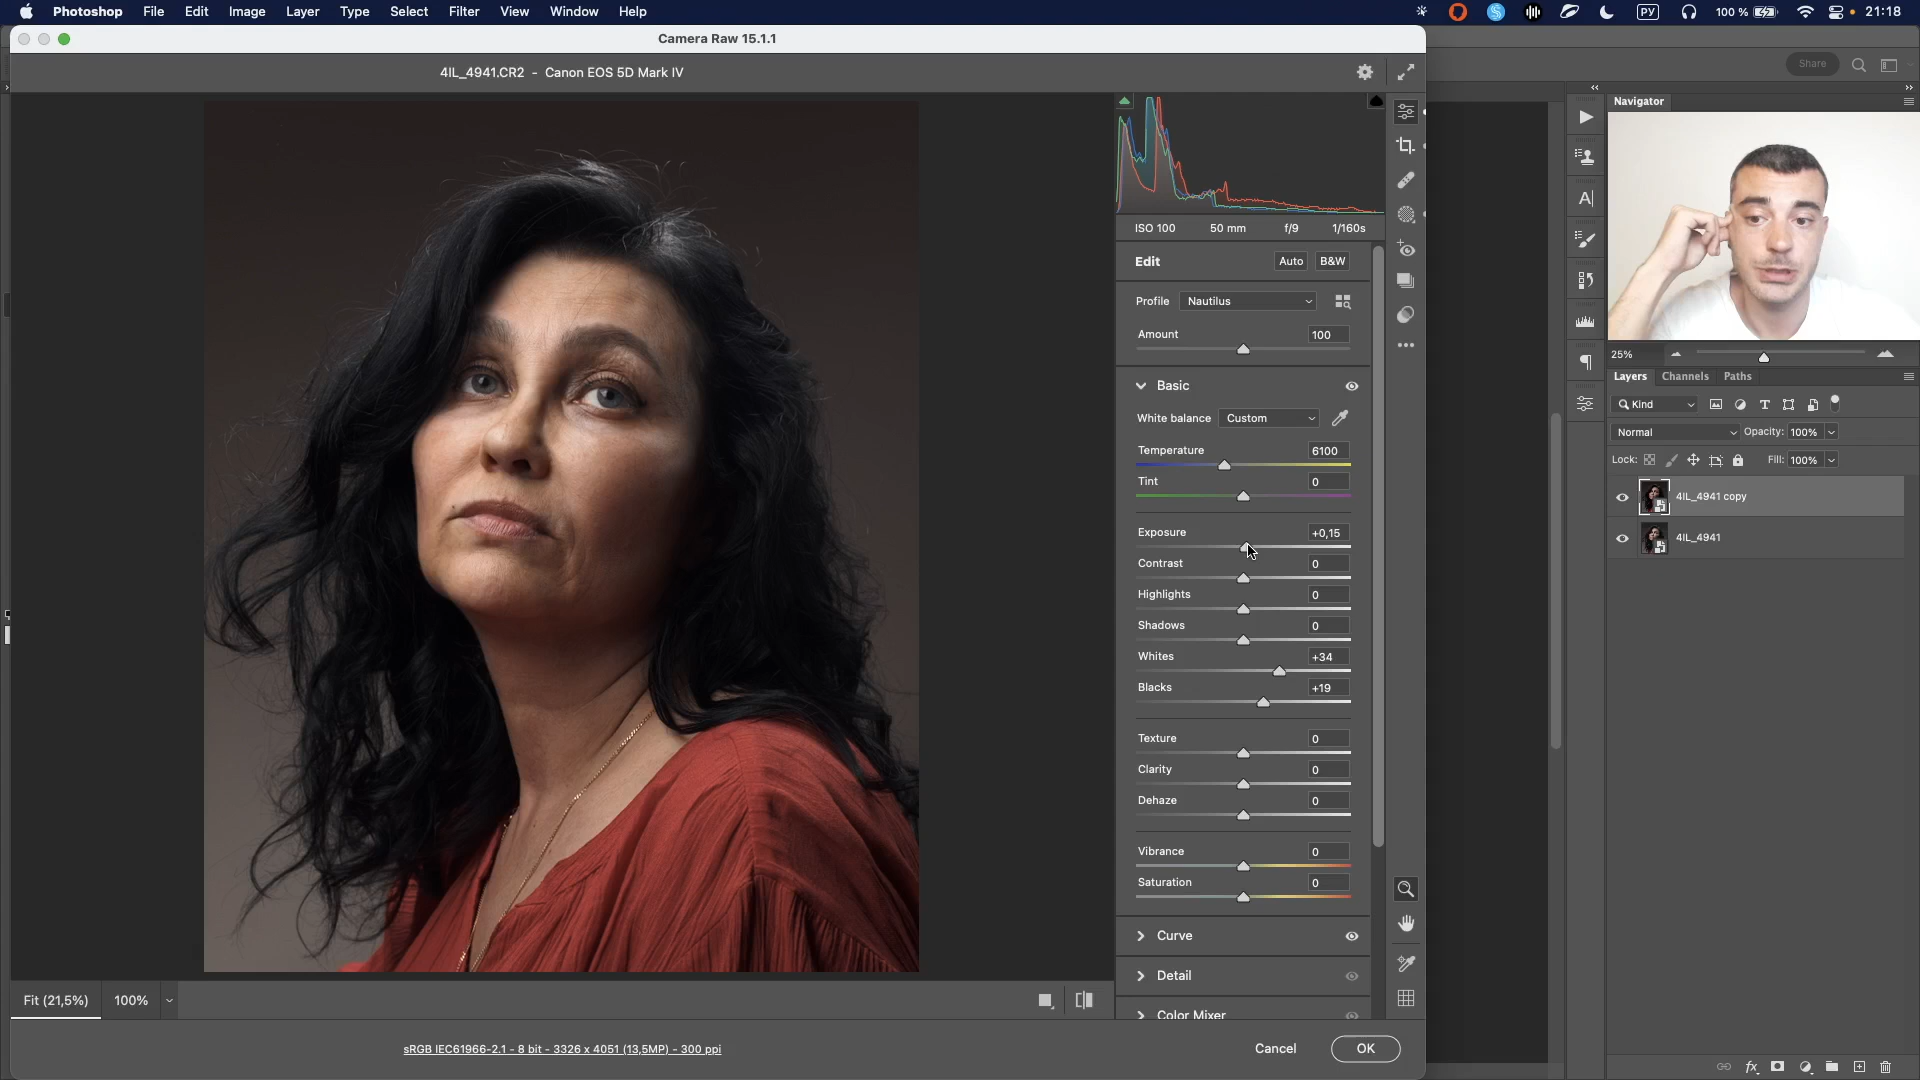 Photoshop File Edit Image Layer Type Select Filter View Window Help
РУ 100 % 21:18
Camera Raw 15.1.1
4IL_4941.CR2 - Canon EOS 5D Mark IV
Share
Navigator
ISO 100 50 mm f/9 1/160s
Edit Auto B&W
Profile Nautilus
Amount 100
Basic
White balance Custom
Temperature 6100
Tint 0
Exposure +0,15
Contrast 0
Highlights 0
Shadows 0
Whites +34
Blacks +19
Texture 0
Clarity 0
Dehaze 0
Vibrance 0
Saturation 0
Curve
Detail
Color Mixer
25%
Layers Channels Paths
Kind
Normal Opacity: 100%
Lock: Fill: 100%
4IL_4941 copy
4IL_4941
Fit (21,5%) 100%
sRGB IEC61966-2.1 - 8 bit - 3326 x 4051 (13,5MP) - 300 ppi
Cancel OK